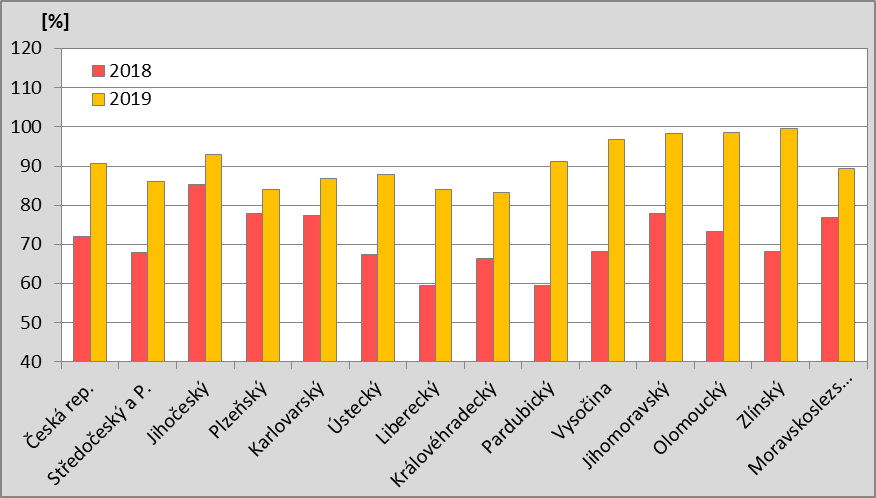 [%]
120
110
100
90
80
70
60
50
40
2018
2019
Česká rep.
Středočeský a P.
Jihočeský
Plzeňský
Karlovarský
Ústecký
Liberecký
Královéhradecký
Pardubický
Vysočina
Jihomoravský
Olomoucký
Zlínský
Moravskoslezs...